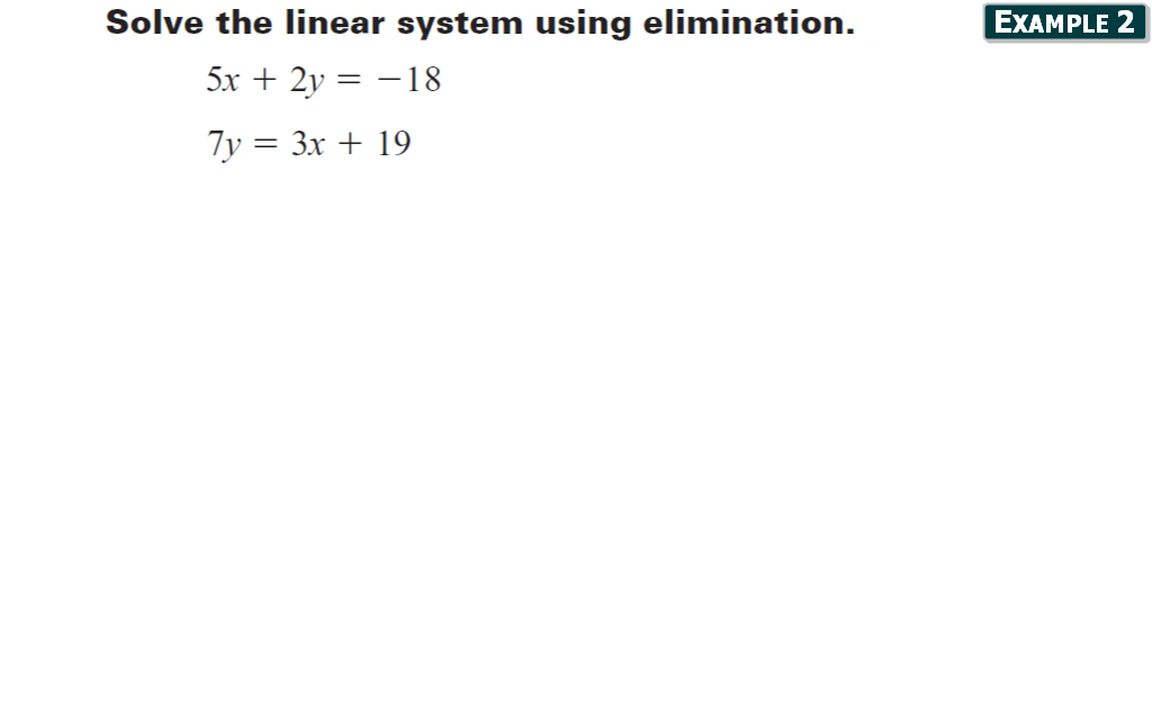 Solve the linear system using elimination.
EXAMPLE 2
5x + 2y = −18
7y = 3x + 19